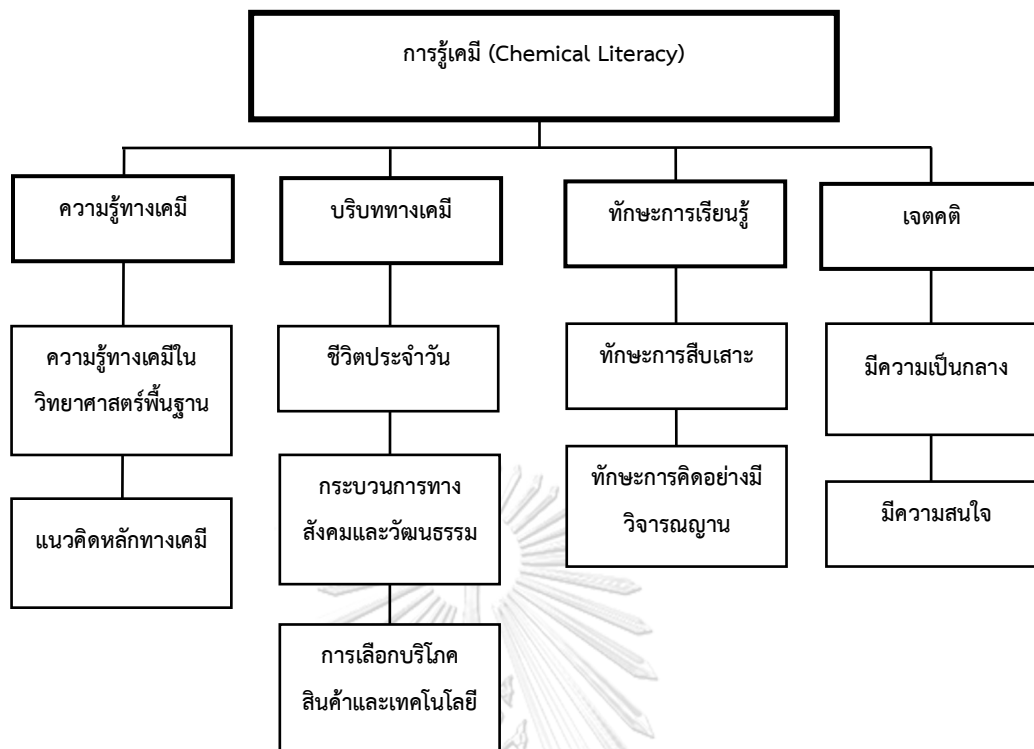 การรู้เคมี (Chemical Literacy)
ความรู้ทางเคมี
บริบททางเคมี
ทักษะการเรียนรู้
เจตคติ
ความรู้ทางเคมีใน
วิทยาศาสตร์พื้นฐาน
ชีวิตประจำวัน
ทักษะการสืบเสาะ
มีความเป็นกลาง
แนวคิดหลักทางเคมี
กระบวนการทาง
สังคมและวัฒนธรรม
ทักษะการคิดอย่างมี
วิจารณญาน
มีความสนใจ
การเลือกบริโภค
สินค้าและเทคโนโลยี